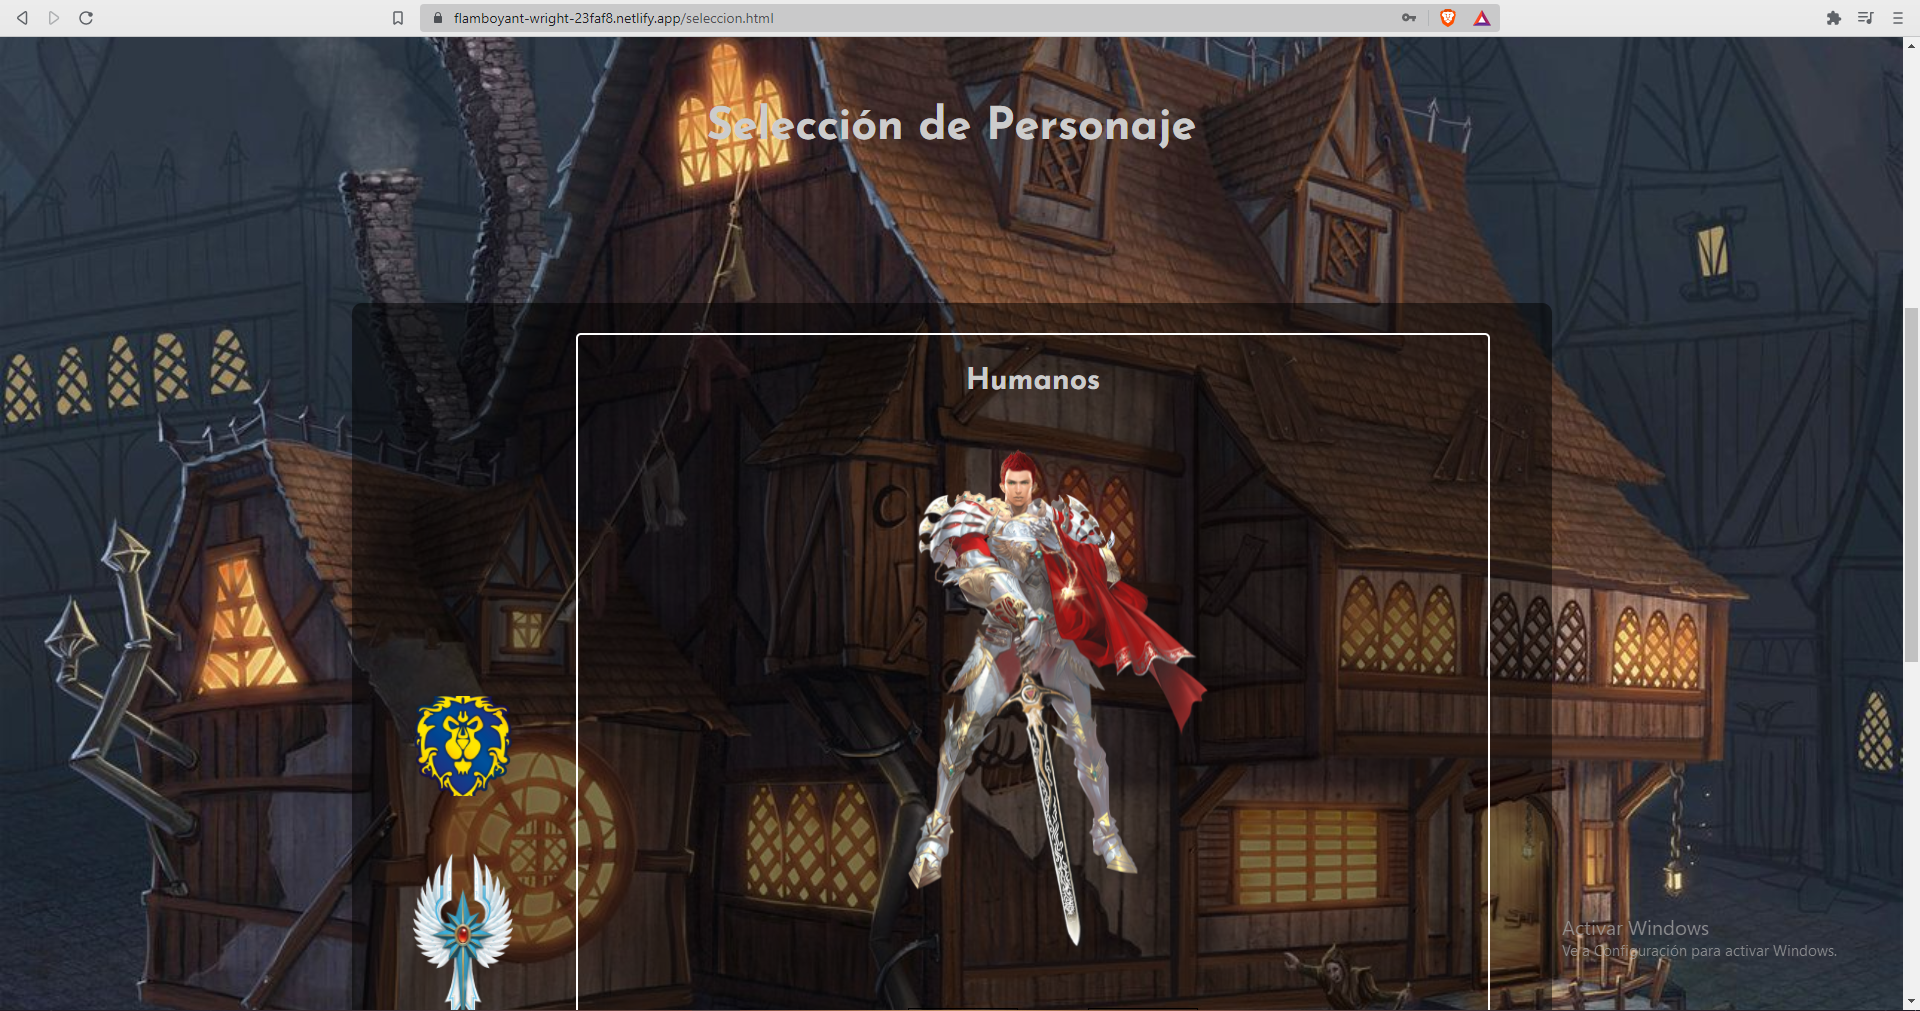 flamboyant-wright-23faf8.netlify.app/seleccion.html
Selección de Personaje
Humanos
Activar Windows
Ve a Configuración para activar Windows.